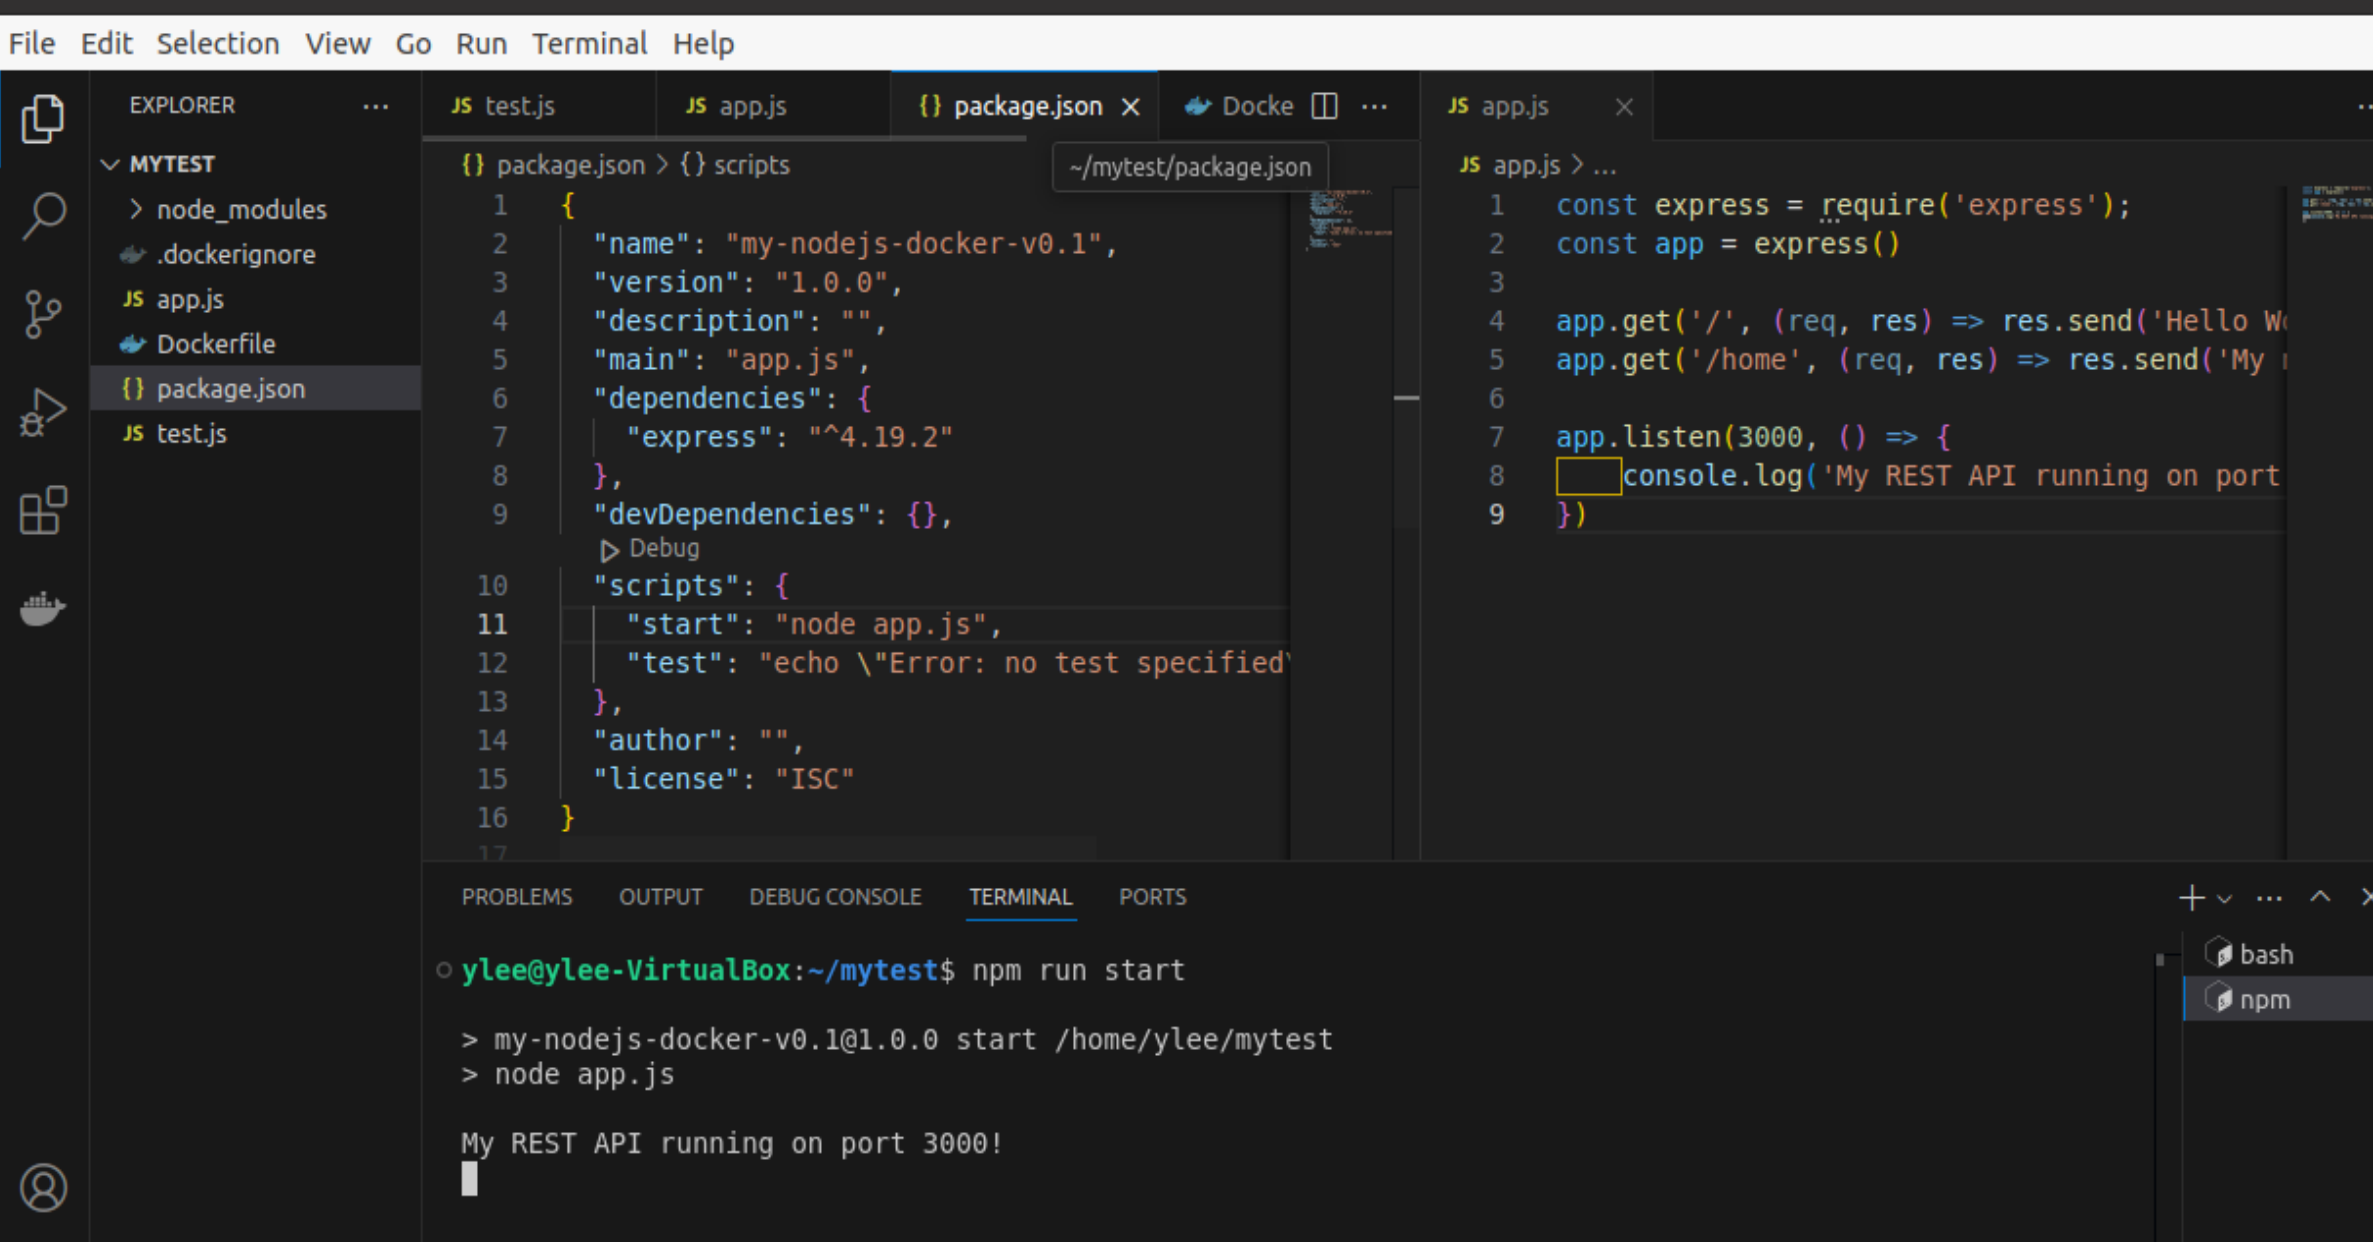 File Edit Selection View Go Run Terminal Help
EXPLORER ...
MYTEST
node_modules
.dockerignore
JS app.js
Dockerfile
{} package.json
JS test.js
JS test.js JS app.js {} package.json Docke ...
{} package.json > {} scripts
~/mytest/package.json
1 {
2 "name": "my-nodejs-docker-v0.1",
3 "version": "1.0.0",
4 "description": "",
5 "main": "app.js",
6 "dependencies": {
7 "express": "^4.19.2"
8 },
9 "devDependencies": {},
Debug
10 "scripts": {
11 "start": "node app.js",
12 "test": "echo \"Error: no test specified\
13 },
14 "author": "",
15 "license": "ISC"
16 }
17
JS app.js
JS app.js > ...
1 const express = require('express');
2 const app = express()
3
4 app.get('/', (req, res) => res.send('Hello
5 app.get('/home', (req, res) => res.send('My
6
7 app.listen(3000, () => {
8 console.log('My REST API running on port
9 })
PROBLEMS OUTPUT DEBUG CONSOLE TERMINAL PORTS
ylee@ylee-VirtualBox:~/mytest$ npm run start
> my-nodejs-docker-v0.1@1.0.0 start /home/ylee/mytest
> node app.js
My REST API running on port 3000!
bash
npm